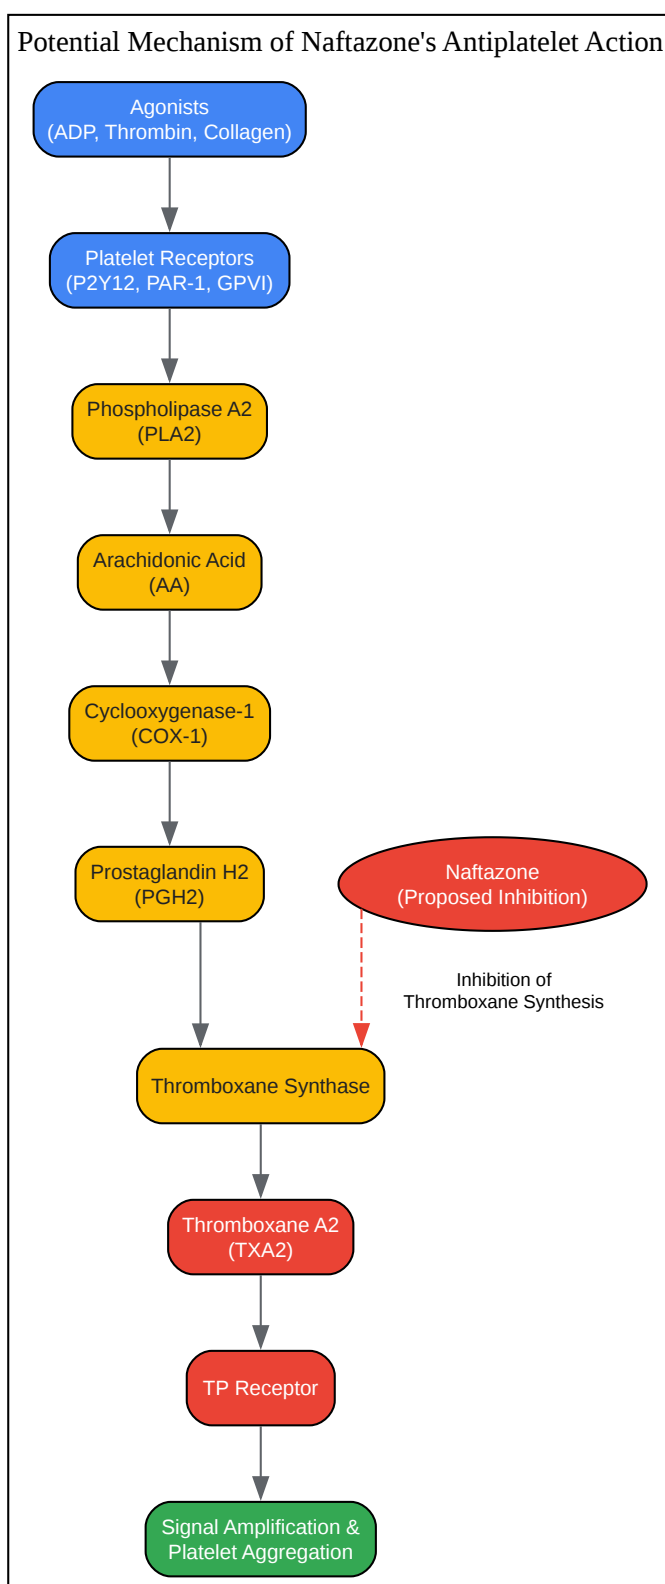 Potential Mechanism of Naftazone's Antiplatelet Action
Agonists
(ADP, Thrombin, Collagen)
Platelet Receptors
(P2Y12, PAR-1, GPVI)
Phospholipase A2
(PLA2)
Arachidonic Acid
(AA)
Cyclooxygenase-1
(COX-1)
Prostaglandin H2
(PGH2)
Naftazone
(Proposed Inhibition)
Inhibition of
Thromboxane Synthesis
Thromboxane Synthase
Thromboxane A2
(TXA2)
TP Receptor
Signal Amplification &
Platelet Aggregation